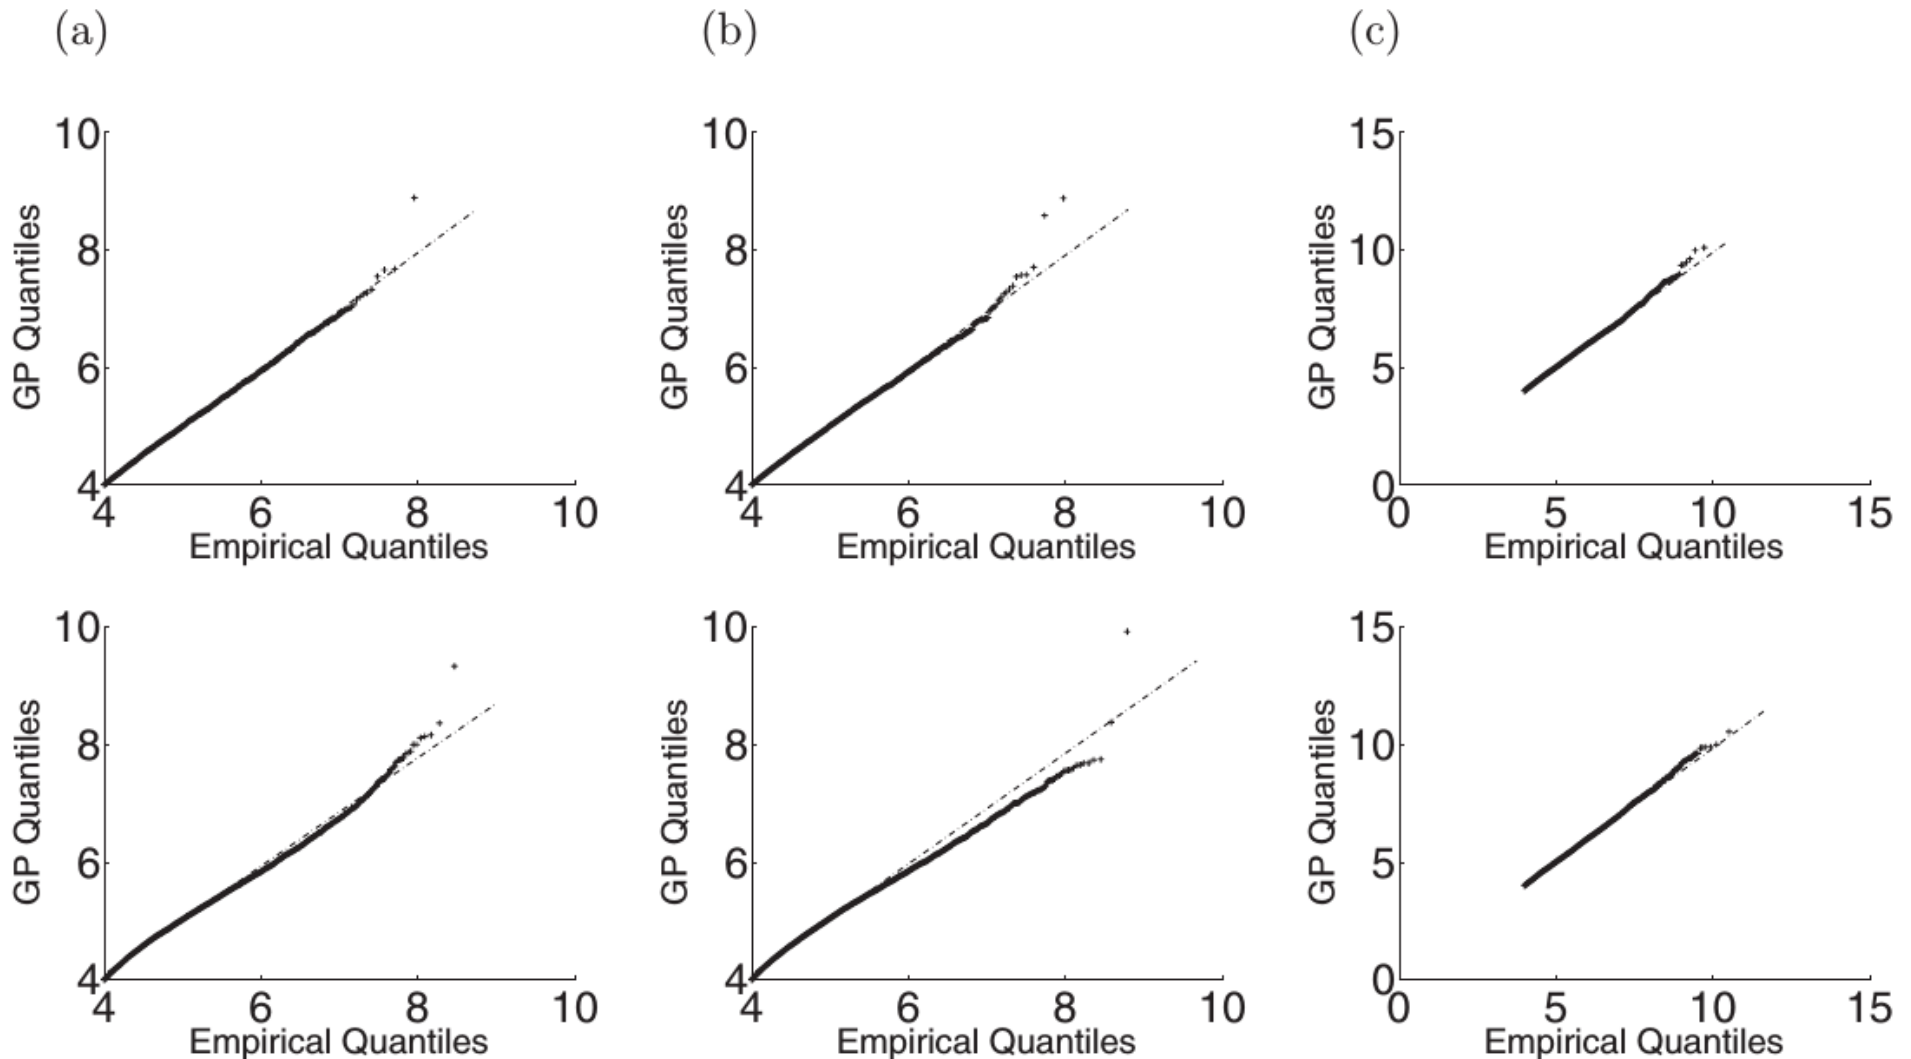 (a) (b) (c)
10 10 15
8 8 10
6 6 5
4 4 0
GP Quantiles GP Quantiles GP Quantiles
4 6 8 10 4 6 8 10 0 5 10 15
Empirical Quantiles Empirical Quantiles Empirical Quantiles
10 10 15
8 8 10
6 6 5
4 4 0
GP Quantiles GP Quantiles GP Quantiles
4 6 8 10 4 6 8 10 0 5 10 15
Empirical Quantiles Empirical Quantiles Empirical Quantiles